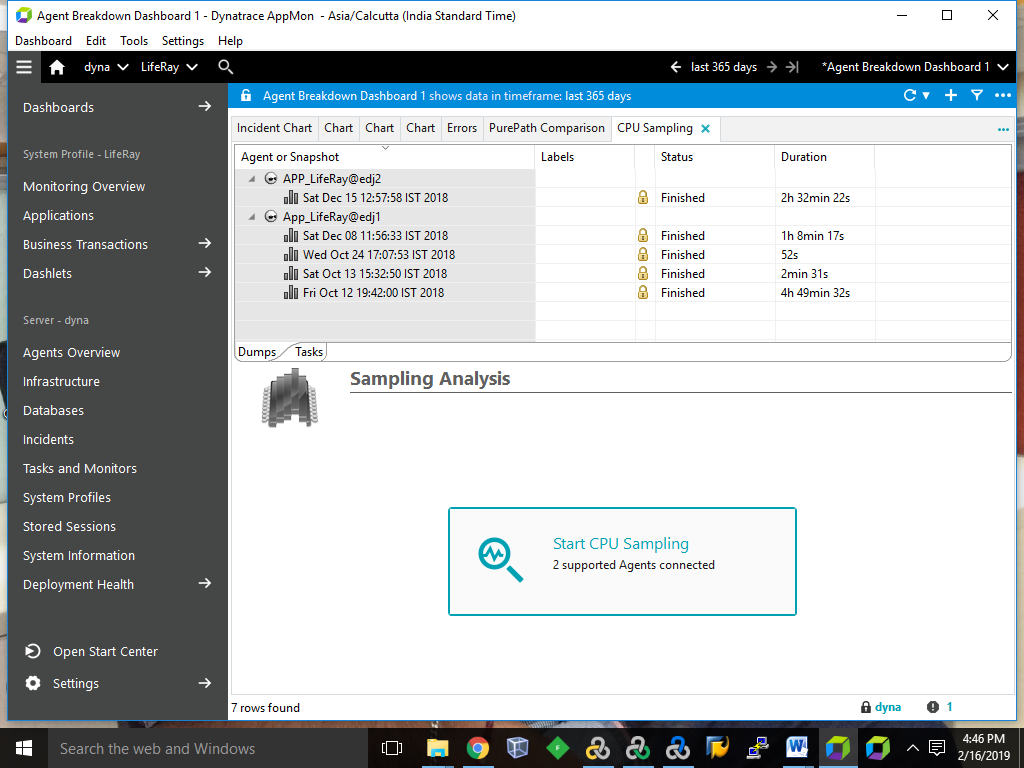 Agent Breakdown Dashboard 1 - Dynatrace AppMon - Asia/Calcutta (India Standard Time)
Dashboard Edit Tools Settings Help
dyna LifeRay last 365 days *Agent Breakdown Dashboard 1
Agent Breakdown Dashboard 1 shows data in timeframe: last 365 days
Dashboards
System Profile - LifeRay
Monitoring Overview
Applications
Business Transactions
Dashlets
Server - dyna
Agents Overview
Infrastructure
Databases
Incidents
Tasks and Monitors
System Profiles
Stored Sessions
System Information
Deployment Health
Open Start Center
Settings
Incident Chart Chart Chart Chart Errors PurePath Comparison CPU Sampling
Agent or Snapshot Labels Status Duration
APP_LifeRay@edj2
Sat Dec 15 12:57:58 IST 2018 Finished 2h 32min 22s
App_LifeRay@edj1
Sat Dec 08 11:56:33 IST 2018 Finished 1h 8min 17s
Wed Oct 24 17:07:53 IST 2018 Finished 52s
Sat Oct 13 15:32:50 IST 2018 Finished 2min 31s
Fri Oct 12 19:42:00 IST 2018 Finished 4h 49min 32s
Dumps Tasks
Sampling Analysis
Start CPU Sampling
2 supported Agents connected
7 rows found dyna 1
Search the web and Windows
4:46 PM
2/16/2019